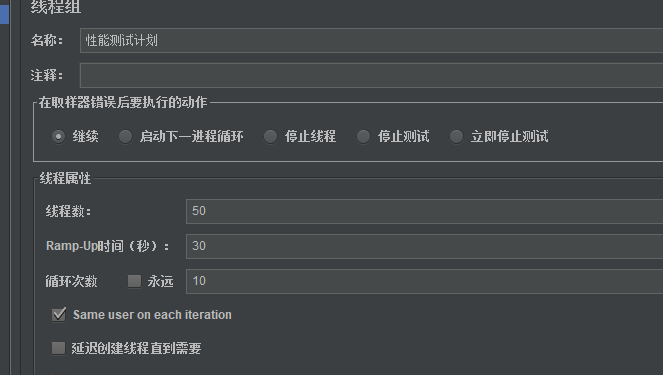 线程组
名称： 性能测试计划
注释：
在取样器错误后要执行的动作
继续 启动下一进程循环 停止线程 停止测试 立即停止测试
线程属性
线程数： 50
Ramp-Up时间（秒）： 30
循环次数 永远 10
Same user on each iteration
延迟创建线程直到需要